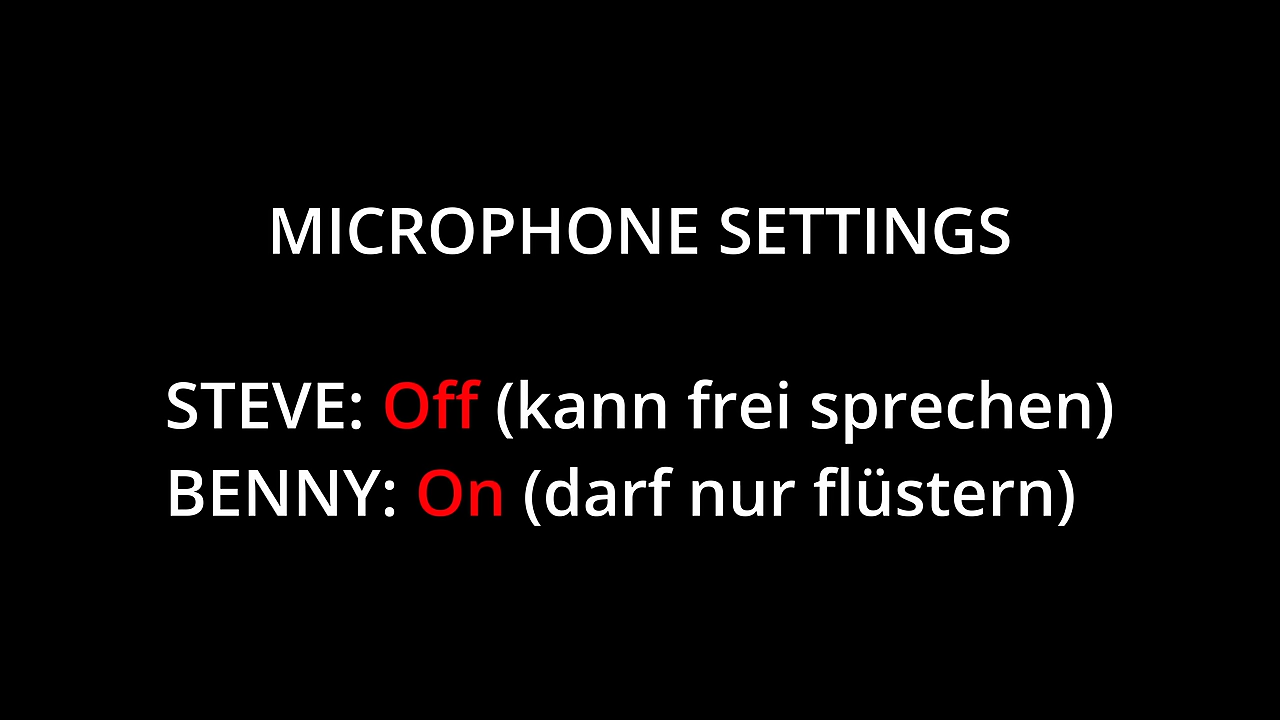 MICROPHONE SETTINGS
STEVE: Off (kann frei sprechen)
BENNY: On (darf nur flüstern)